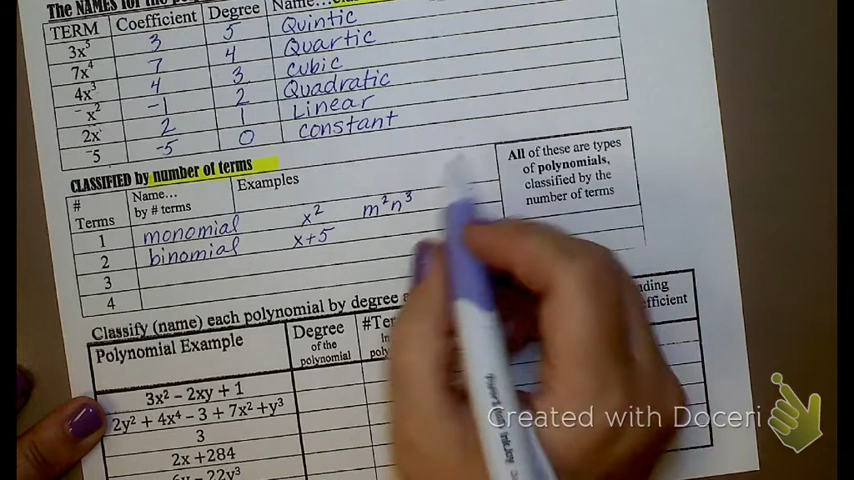 The NAMES for the
TERM Coefficient Degree Name...
3x⁵ 3 5 Quintic
7x⁴ 7 4 Quartic
4x³ 4 3 Cubic
⁻x² -1 2 Quadratic
2x 2 1 Linear
⁻5 -5 0 constant
CLASSIFIED by number of terms
# Terms Name... by # terms Examples
1 monomial x² m²n³
2 binomial x+5
3
4
All of these are types
of polynomials,
classified by the
number of terms
Classify (name) each polynomial by degree
Polynomial Example Degree of the polynomial
3x² – 2xy + 1
2y² + 4x⁴ – 3 + 7x² +y³
3
2x +284
6y – 22y³
Created with Doceri